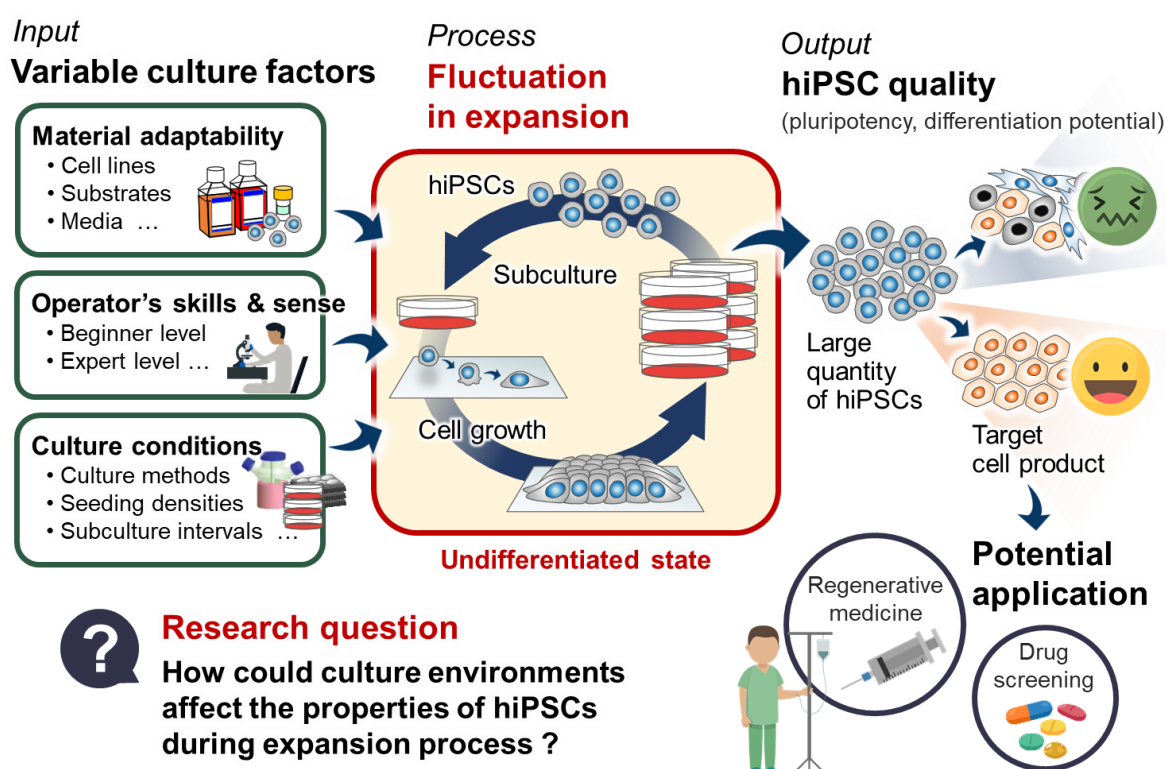 Input
Variable culture factors
Material adaptability
• Cell lines
• Substrates
• Media …
Operator’s skills & sense
• Beginner level
• Expert level …
Culture conditions
• Culture methods
• Seeding densities
• Subculture intervals …
Process
Fluctuation
in expansion
hiPSCs
Subculture
Cell growth
Undifferentiated state
Output
hiPSC quality
(pluripotency, differentiation potential)
Large
quantity
of hiPSCs
Target
cell product
Potential
application
Regenerative
medicine
Drug
screening
?
Research question
How could culture environments
affect the properties of hiPSCs
during expansion process ?